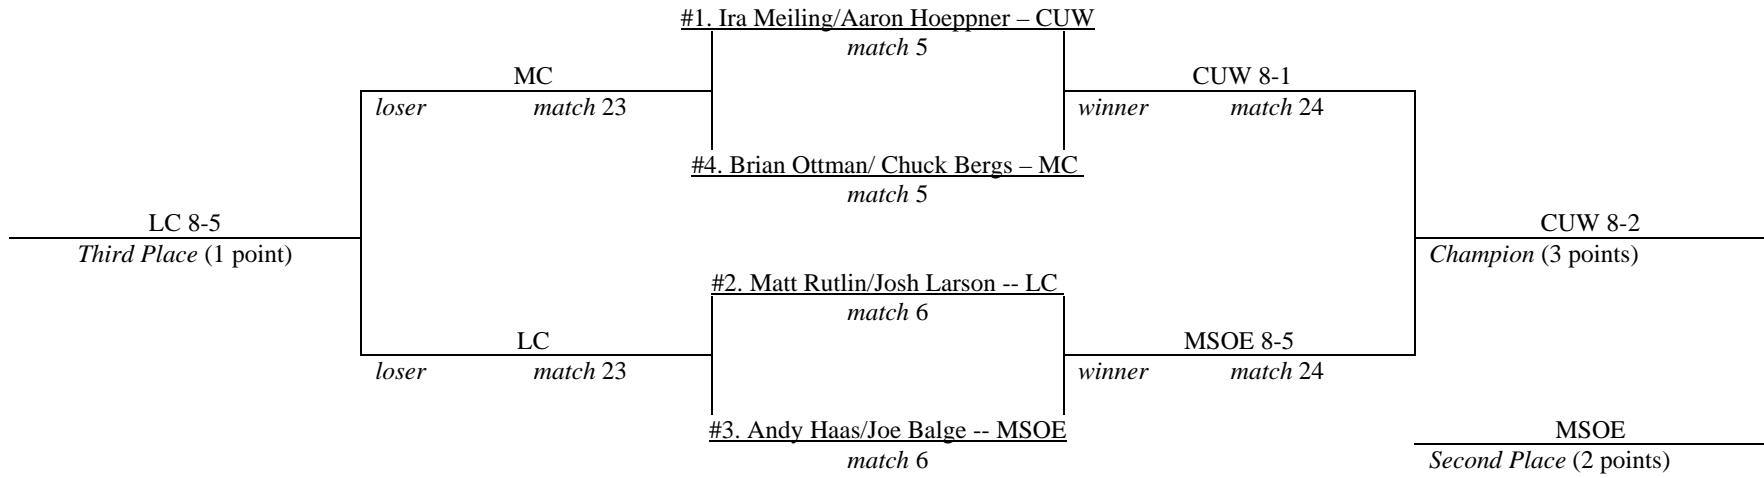 #1. Ira Meiling/Aaron Hoeppner – CUW
match 5
MC
CUW 8-1
loser match 23
winner match 24
#4. Brian Ottman/ Chuck Bergs – MC
match 5
LC 8-5
CUW 8-2
Third Place (1 point)
Champion (3 points)
#2. Matt Rutlin/Josh Larson -- LC
match 6
LC
MSOE 8-5
loser match 23
winner match 24
#3. Andy Haas/Joe Balge -- MSOE
MSOE
match 6
Second Place (2 points)